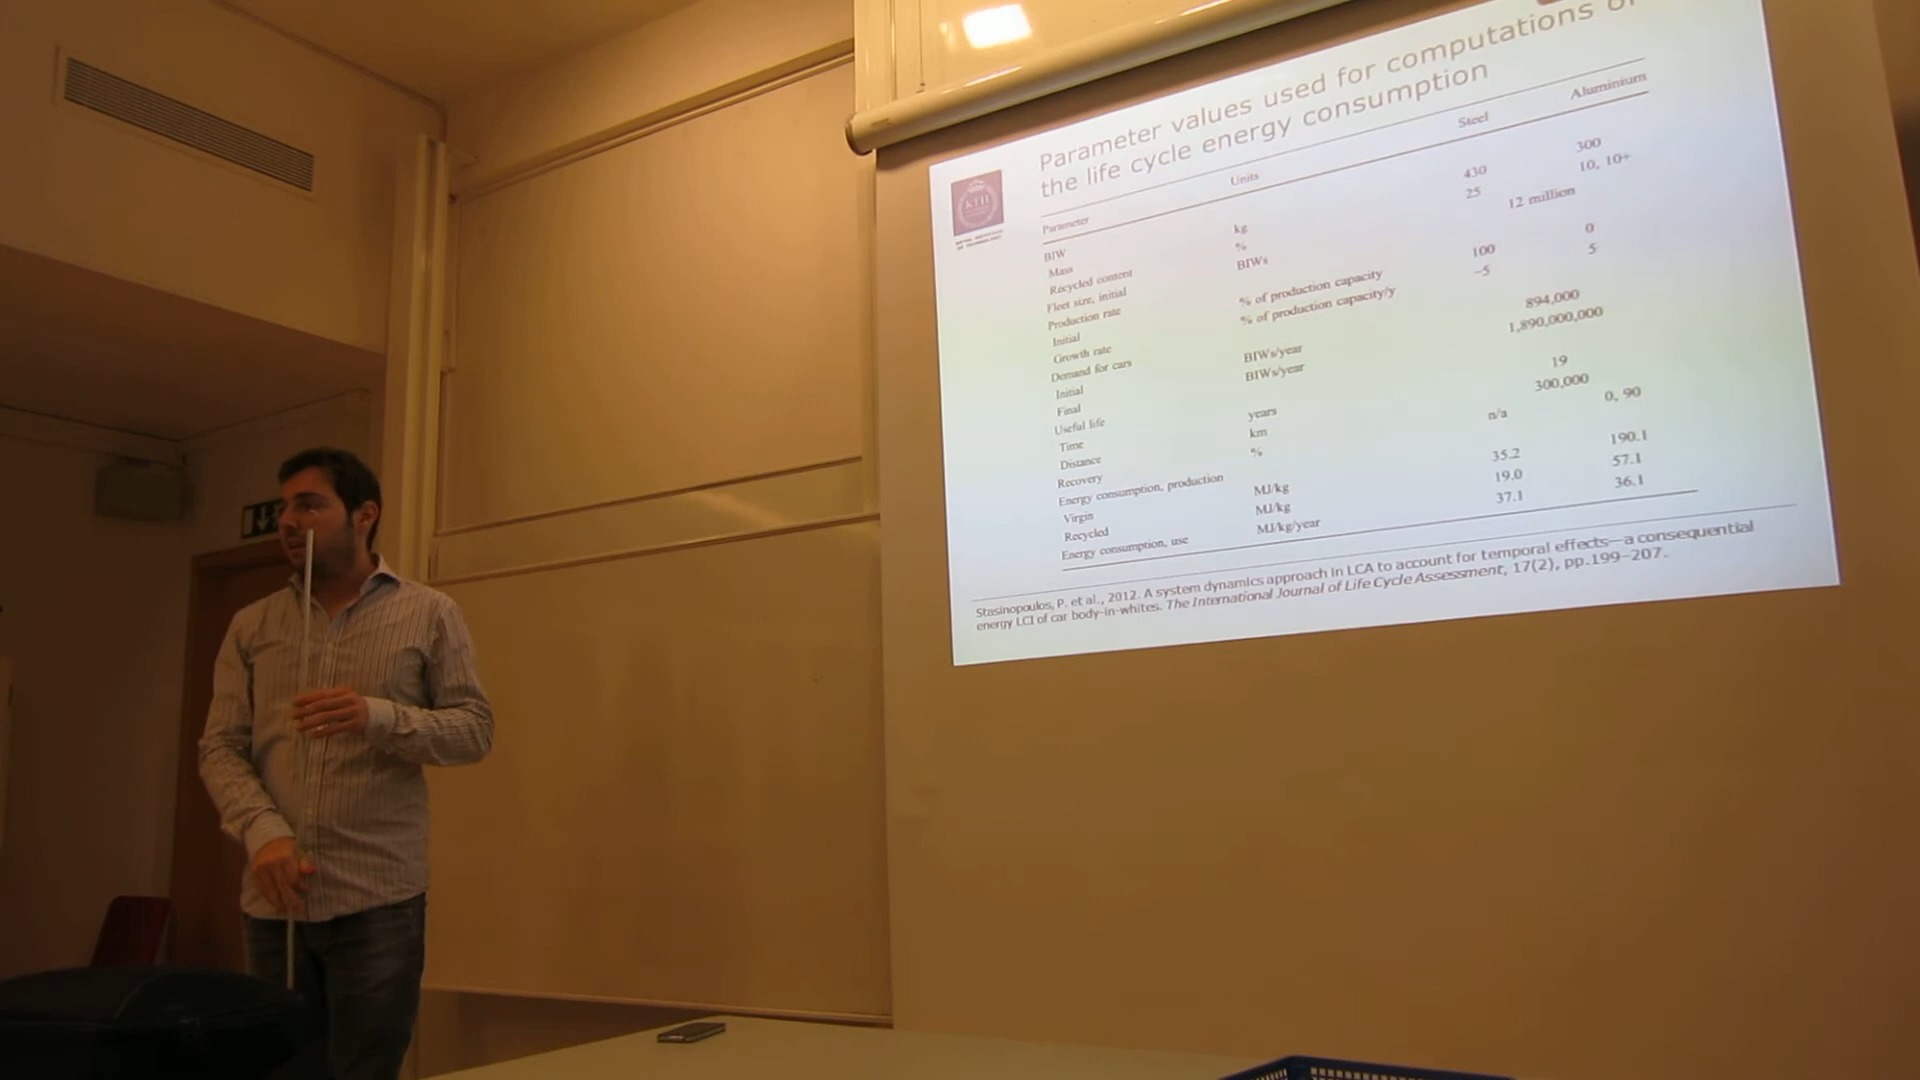 Parameter values used for computations of
the life cycle energy consumption
KTH
Parameter Units Steel Aluminium
BIW
Mass kg 430 300
Recycled content % 25 10, 10+
Fleet size, initial BIWs 12 million
Production rate
Initial % of production capacity 100 0
Growth rate % of production capacity/y −5 5
Demand for cars
Initial BIWs/year 894,000
Final BIWs/year 1,890,000,000
Useful life
Time years 19
Distance km 300,000
Recovery % n/a 0, 90
Energy consumption, production
Virgin MJ/kg 35.2 190.1
Recycled MJ/kg 19.0 57.1
Energy consumption, use MJ/kg/year 37.1 36.1
Stasinopoulos, P. et al., 2012. A system dynamics approach in LCA to account for temporal effects—a consequential
energy LCI of car body-in-whites. The International Journal of Life Cycle Assessment, 17(2), pp.199–207.